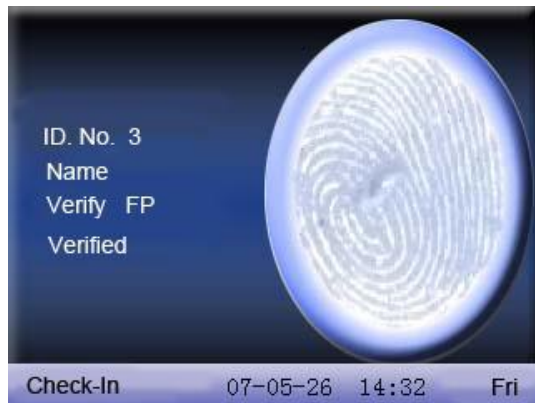 ID. No. 3
Name
Verify FP
Verified
Check-In 07-05-26 14:32 Fri